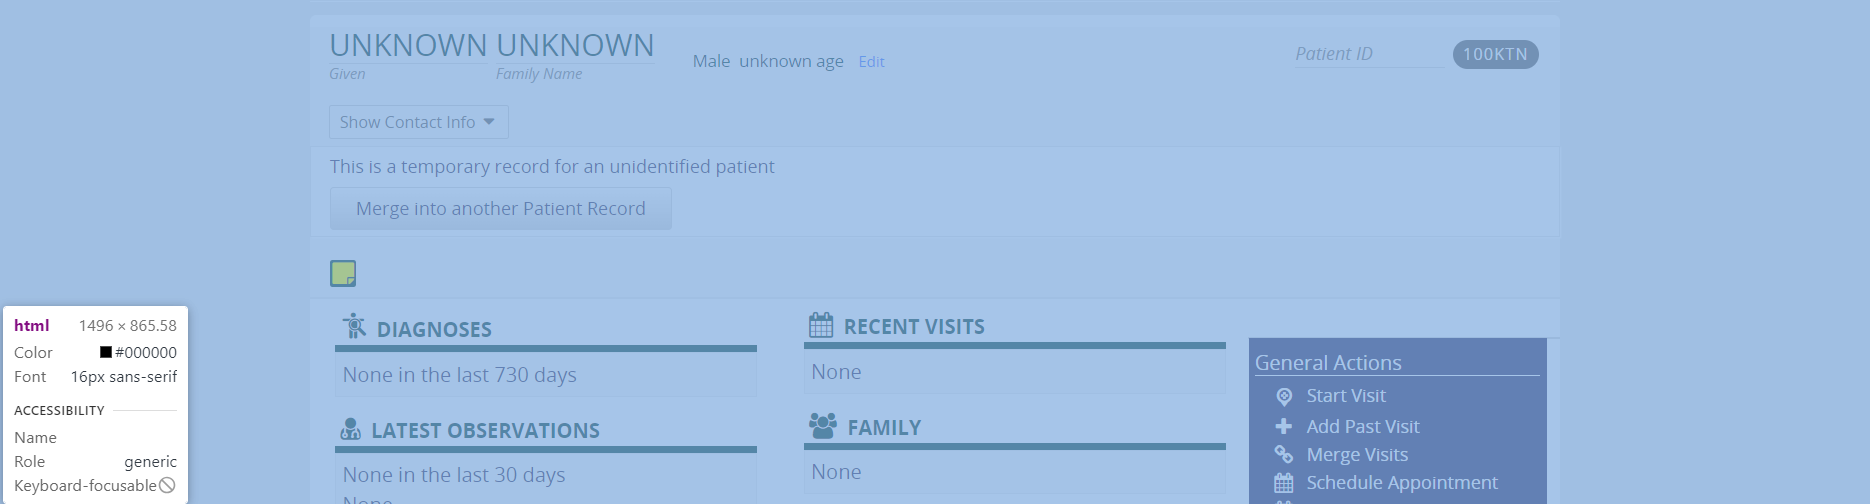 UNKNOWN UNKNOWN
Given Family Name
Male unknown age Edit
Patient ID 100KTN
Show Contact Info
This is a temporary record for an unidentified patient
Merge into another Patient Record
html 1496 × 865.58
Color #000000
Font 16px sans-serif
ACCESSIBILITY
Name
Role generic
Keyboard-focusable
DIAGNOSES
None in the last 730 days
LATEST OBSERVATIONS
None in the last 30 days
None
RECENT VISITS
None
FAMILY
None
General Actions
Start Visit
Add Past Visit
Merge Visits
Schedule Appointment